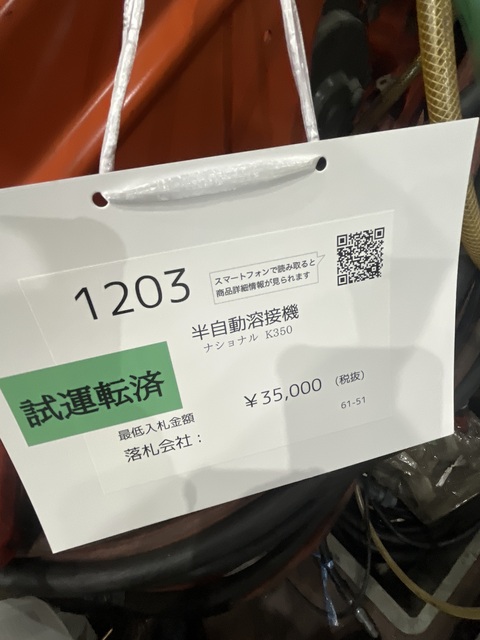 1203
スマートフォンで読み取ると
商品詳細情報が見られます
半自動溶接機
ナショナル K350
試運転済
最低入札金額
¥35,000 (税抜)
落札会社：
61-51